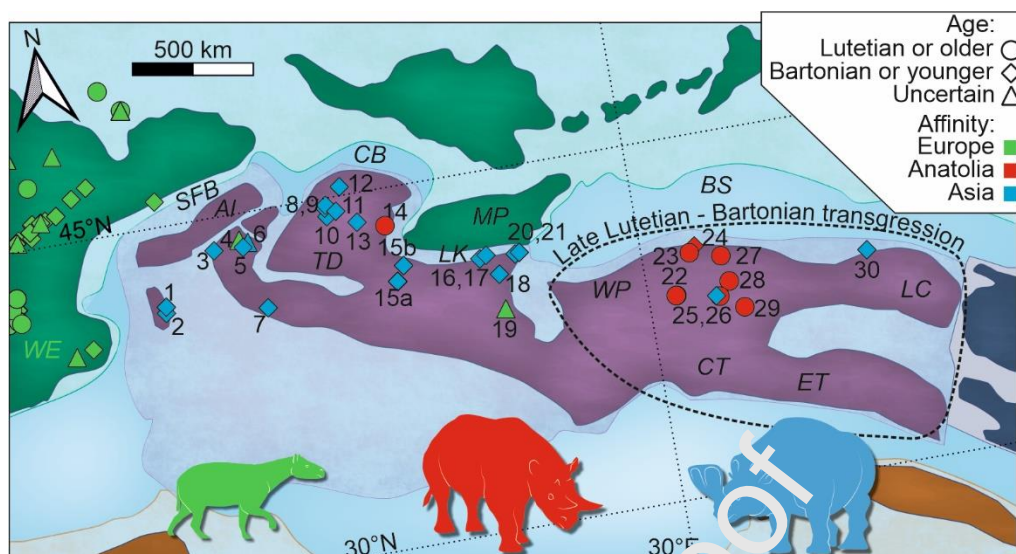 N
500 km
Age:
Lutetian or older
Bartonian or younger
Uncertain
Affinity:
Europe
Anatolia
Asia
CB
SFB
AI
12
8,9
11
14
10
13
TD
45°N
4
6
3
5
MP
20,21
BS
Late Lutetian - Bartonian transgression
15b
LK
16,17
18
15a
24
23
27
22
28
30
WP
LC
1
2
7
19
25,26
29
WE
CT
ET
30°N
30°E
of